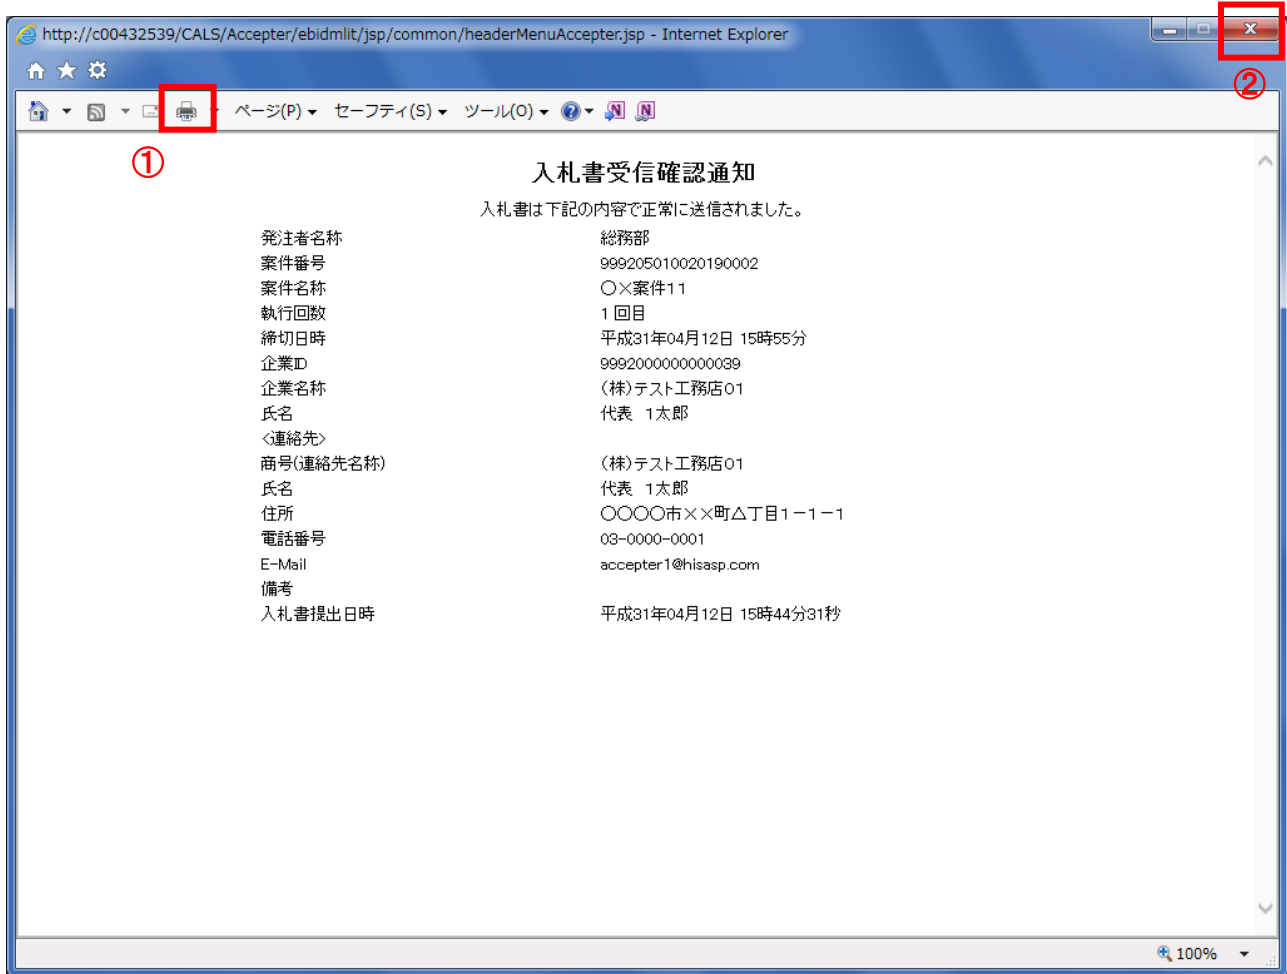 http://c00432539/CALS/Accepter/ebidmlit/jsp/common/headerMenuAccepter.jsp - Internet Explorer
②
ページ(P) セーフティ(S) ツール(O)
①
入札書受信確認通知
入札書は下記の内容で正常に送信されました。
発注者名称 総務部
案件番号 999205010020190002
案件名称 〇×案件11
執行回数 1回目
締切日時 平成31年04月12日 15時55分
企業ID 9992000000000039
企業名称 (株)テスト工務店01
氏名 代表 1太郎
<連絡先>
商号(連絡先名称) (株)テスト工務店01
氏名 代表 1太郎
住所 〇〇〇〇市××町△丁目1-1-1
電話番号 03-0000-0001
E-Mail accepter1@hisasp.com
備考
入札書提出日時 平成31年04月12日 15時44分31秒
100%